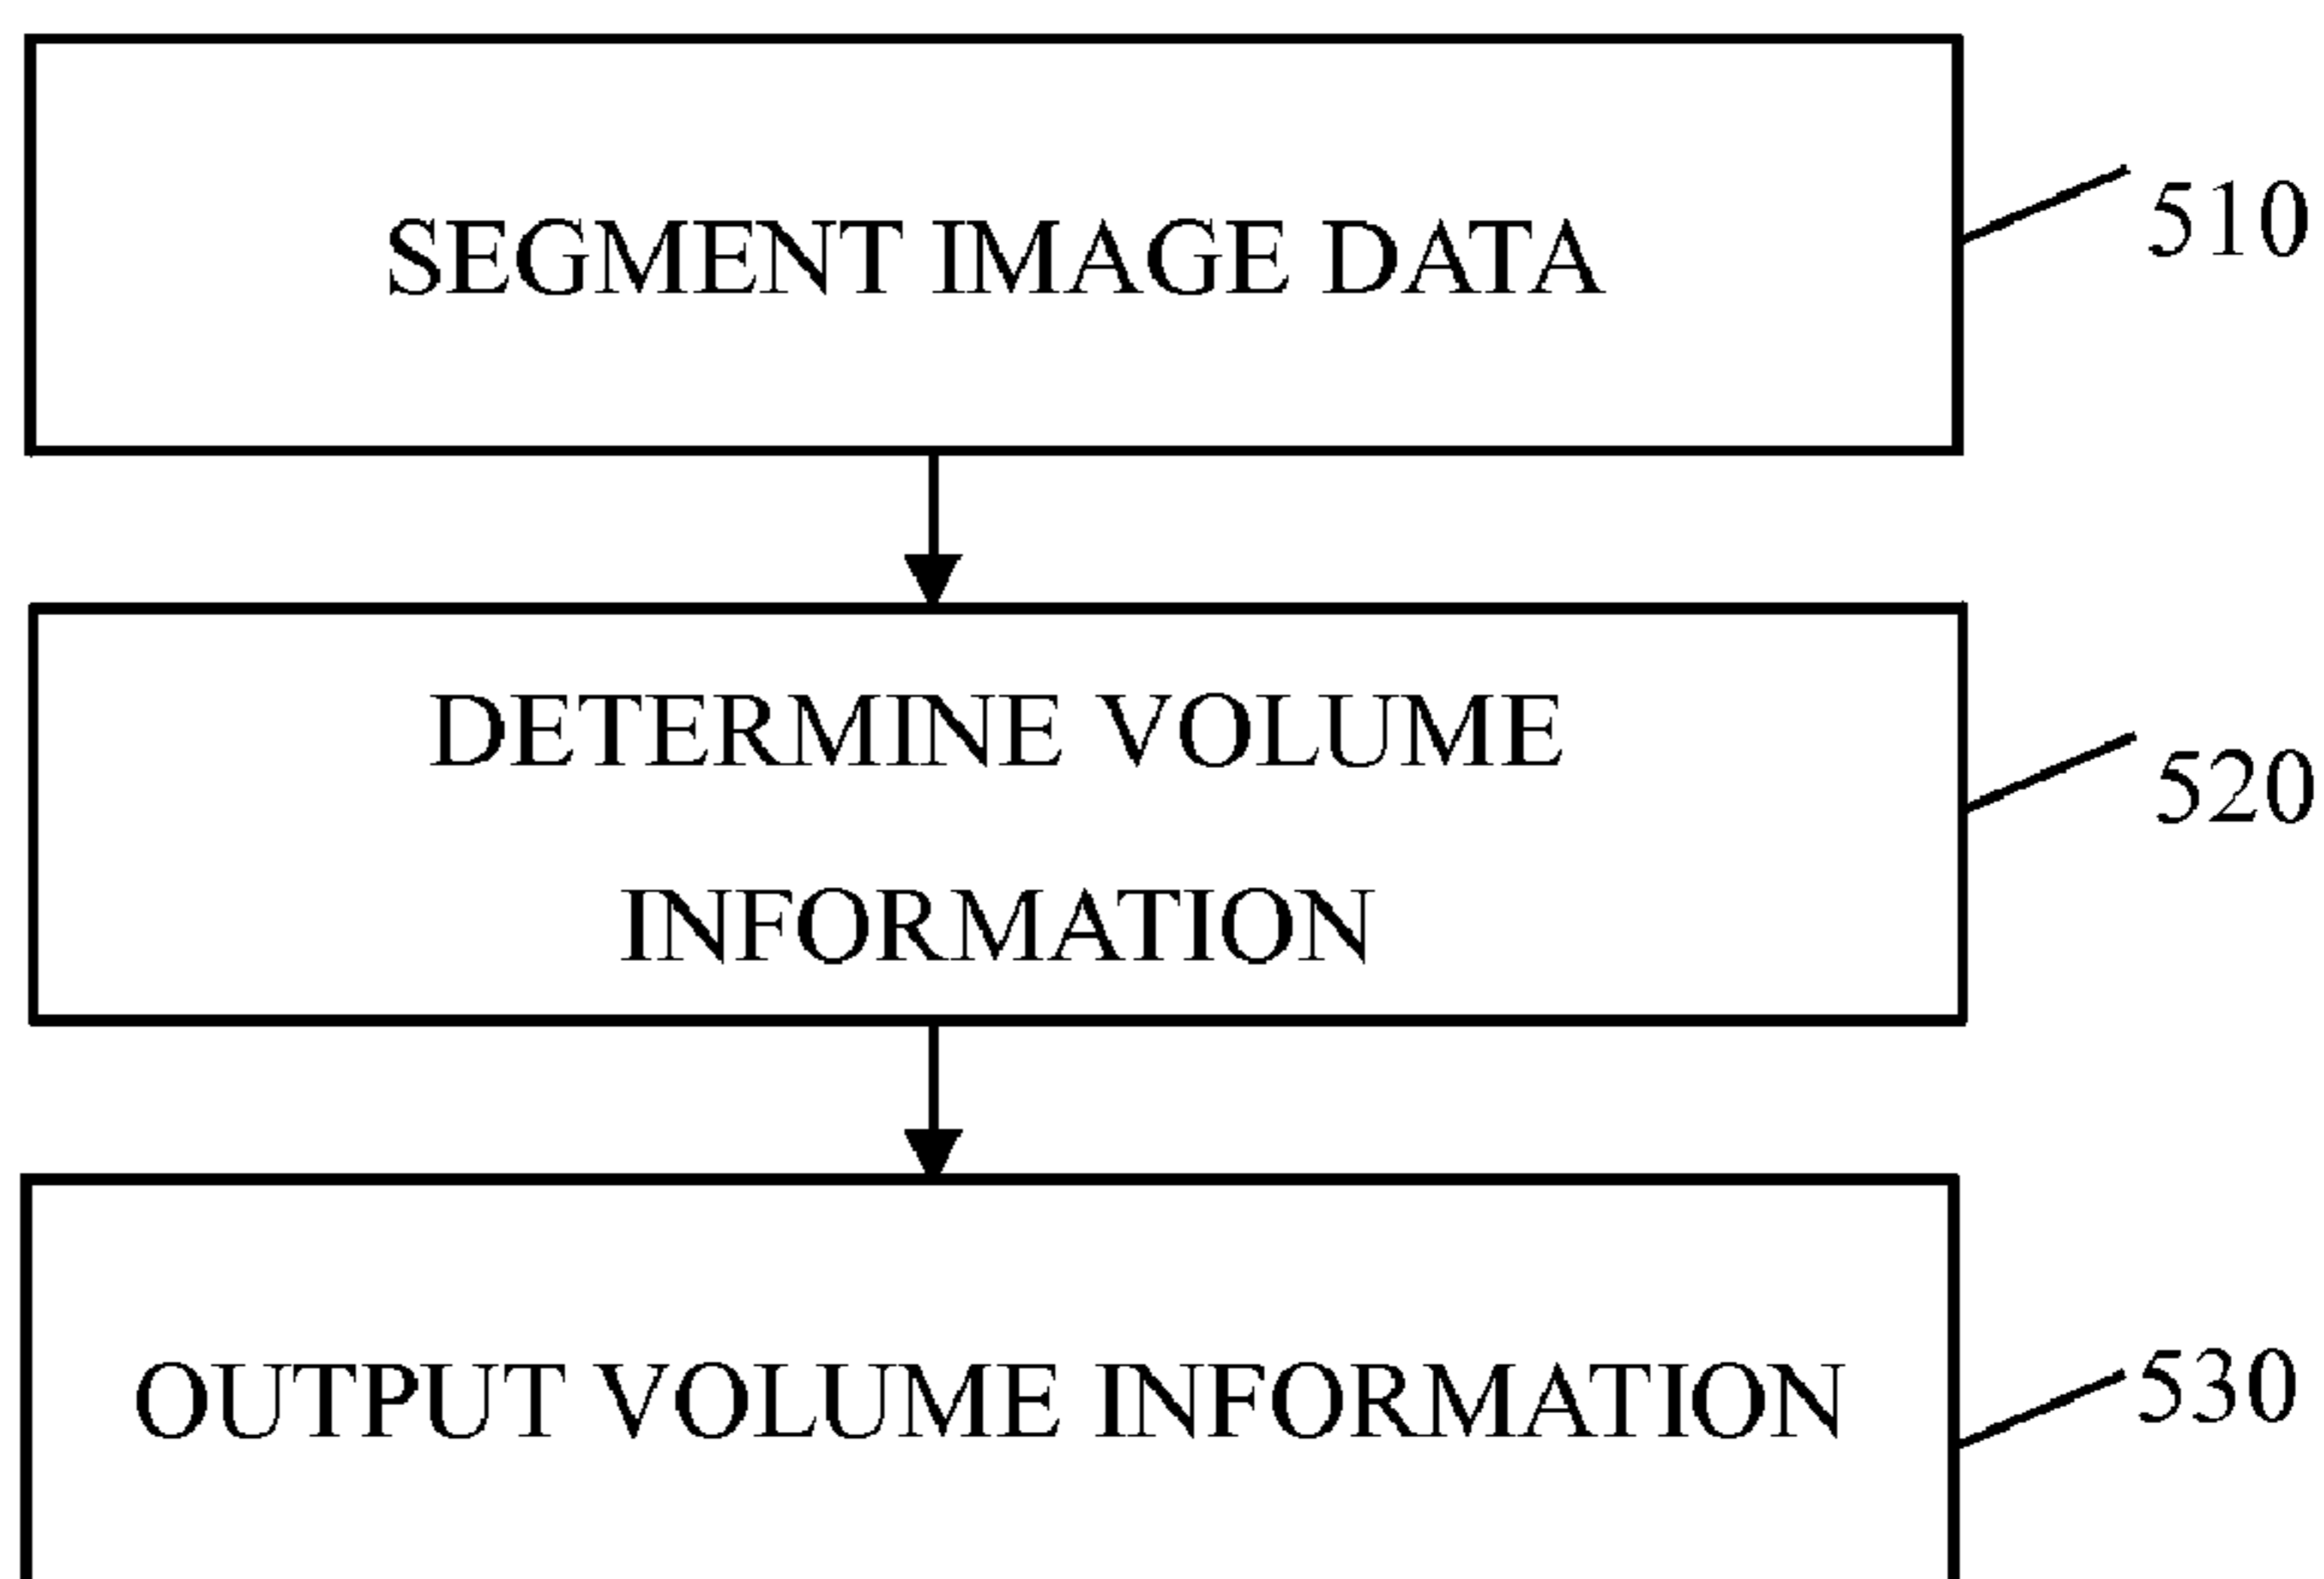 SEGMENT IMAGE DATA
510
DETERMINE VOLUME
INFORMATION
520
OUTPUT VOLUME INFORMATION
530